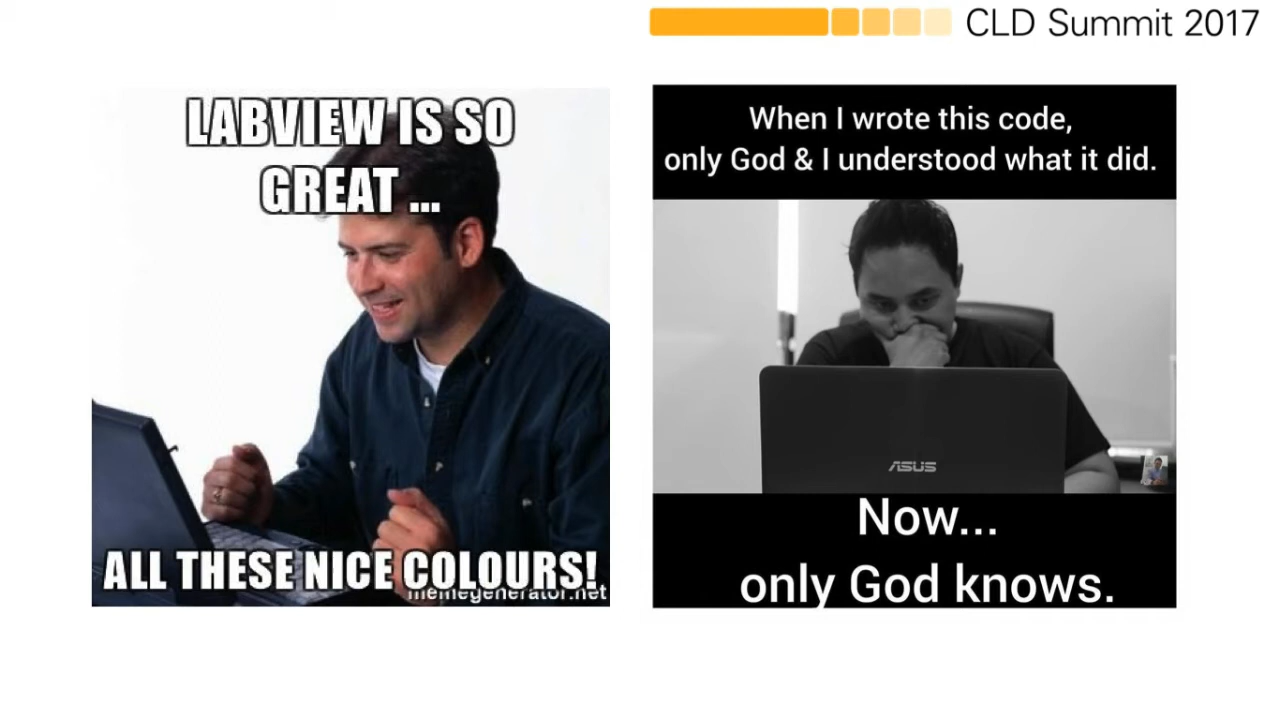 CLD Summit 2017
LABVIEW IS SO
GREAT ...
ALL THESE NICE COLOURS!
memegenerator.net
When I wrote this code,
only God & I understood what it did.
ASUS
Now...
only God knows.